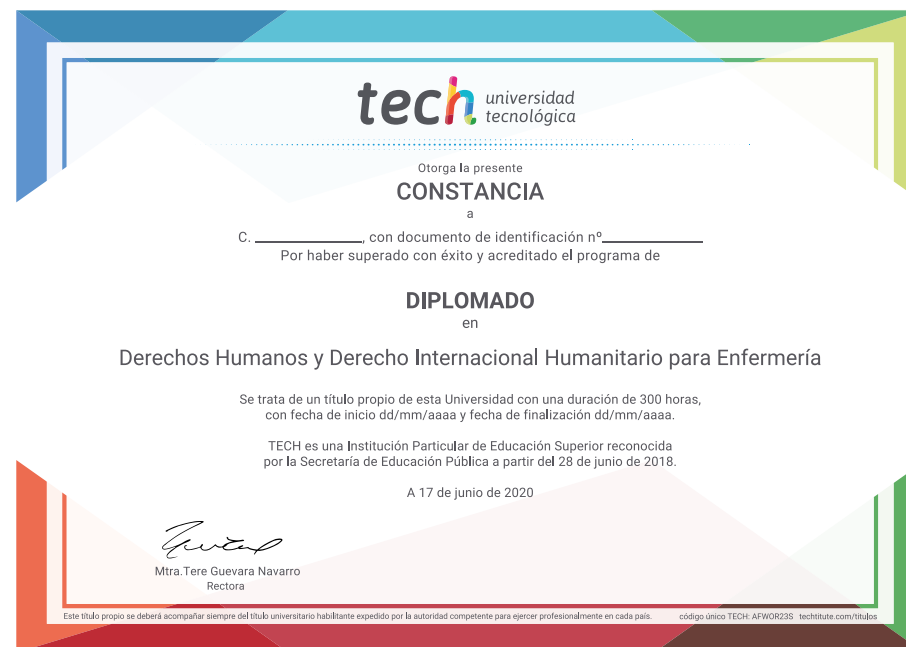 tech universidad
tecnológica
Otorga la presente
CONSTANCIA
a
C. ____________, con documento de identificación nº____________
Por haber superado con éxito y acreditado el programa de
DIPLOMADO
en
Derechos Humanos y Derecho Internacional Humanitario para Enfermería
Se trata de un título propio de esta Universidad con una duración de 300 horas,
con fecha de inicio dd/mm/aaaa y fecha de finalización dd/mm/aaaa.
TECH es una Institución Particular de Educación Superior reconocida
por la Secretaría de Educación Pública a partir del 28 de junio de 2018.
A 17 de junio de 2020
Mtra.Tere Guevara Navarro
Rectora
Este título propio se deberá acompañar siempre del título universitario habilitante expedido por la autoridad competente para ejercer profesionalmente en cada país. código único TECH: AFWOR23S techtitute.com/titulos